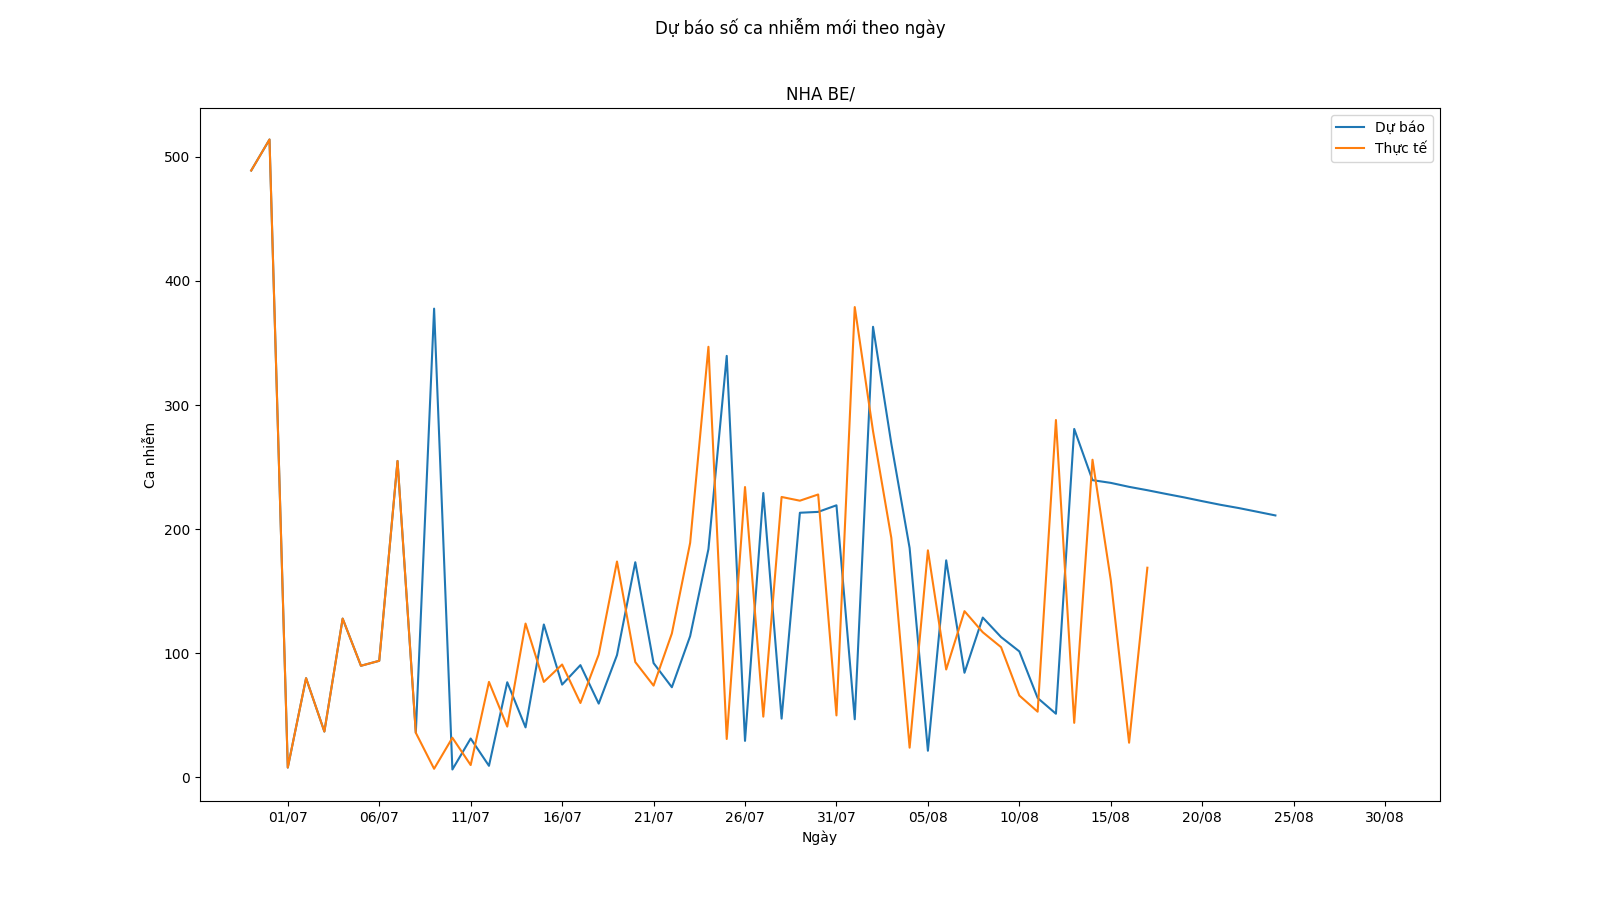 Dự báo số ca nhiễm mới theo ngày
NHA BE/
Dự báo
Thực tế
500
400
300
200
100
0
Ca nhiễm
01/07 06/07 11/07 16/07 21/07 26/07 31/07 05/08 10/08 15/08 20/08 25/08 30/08
Ngày